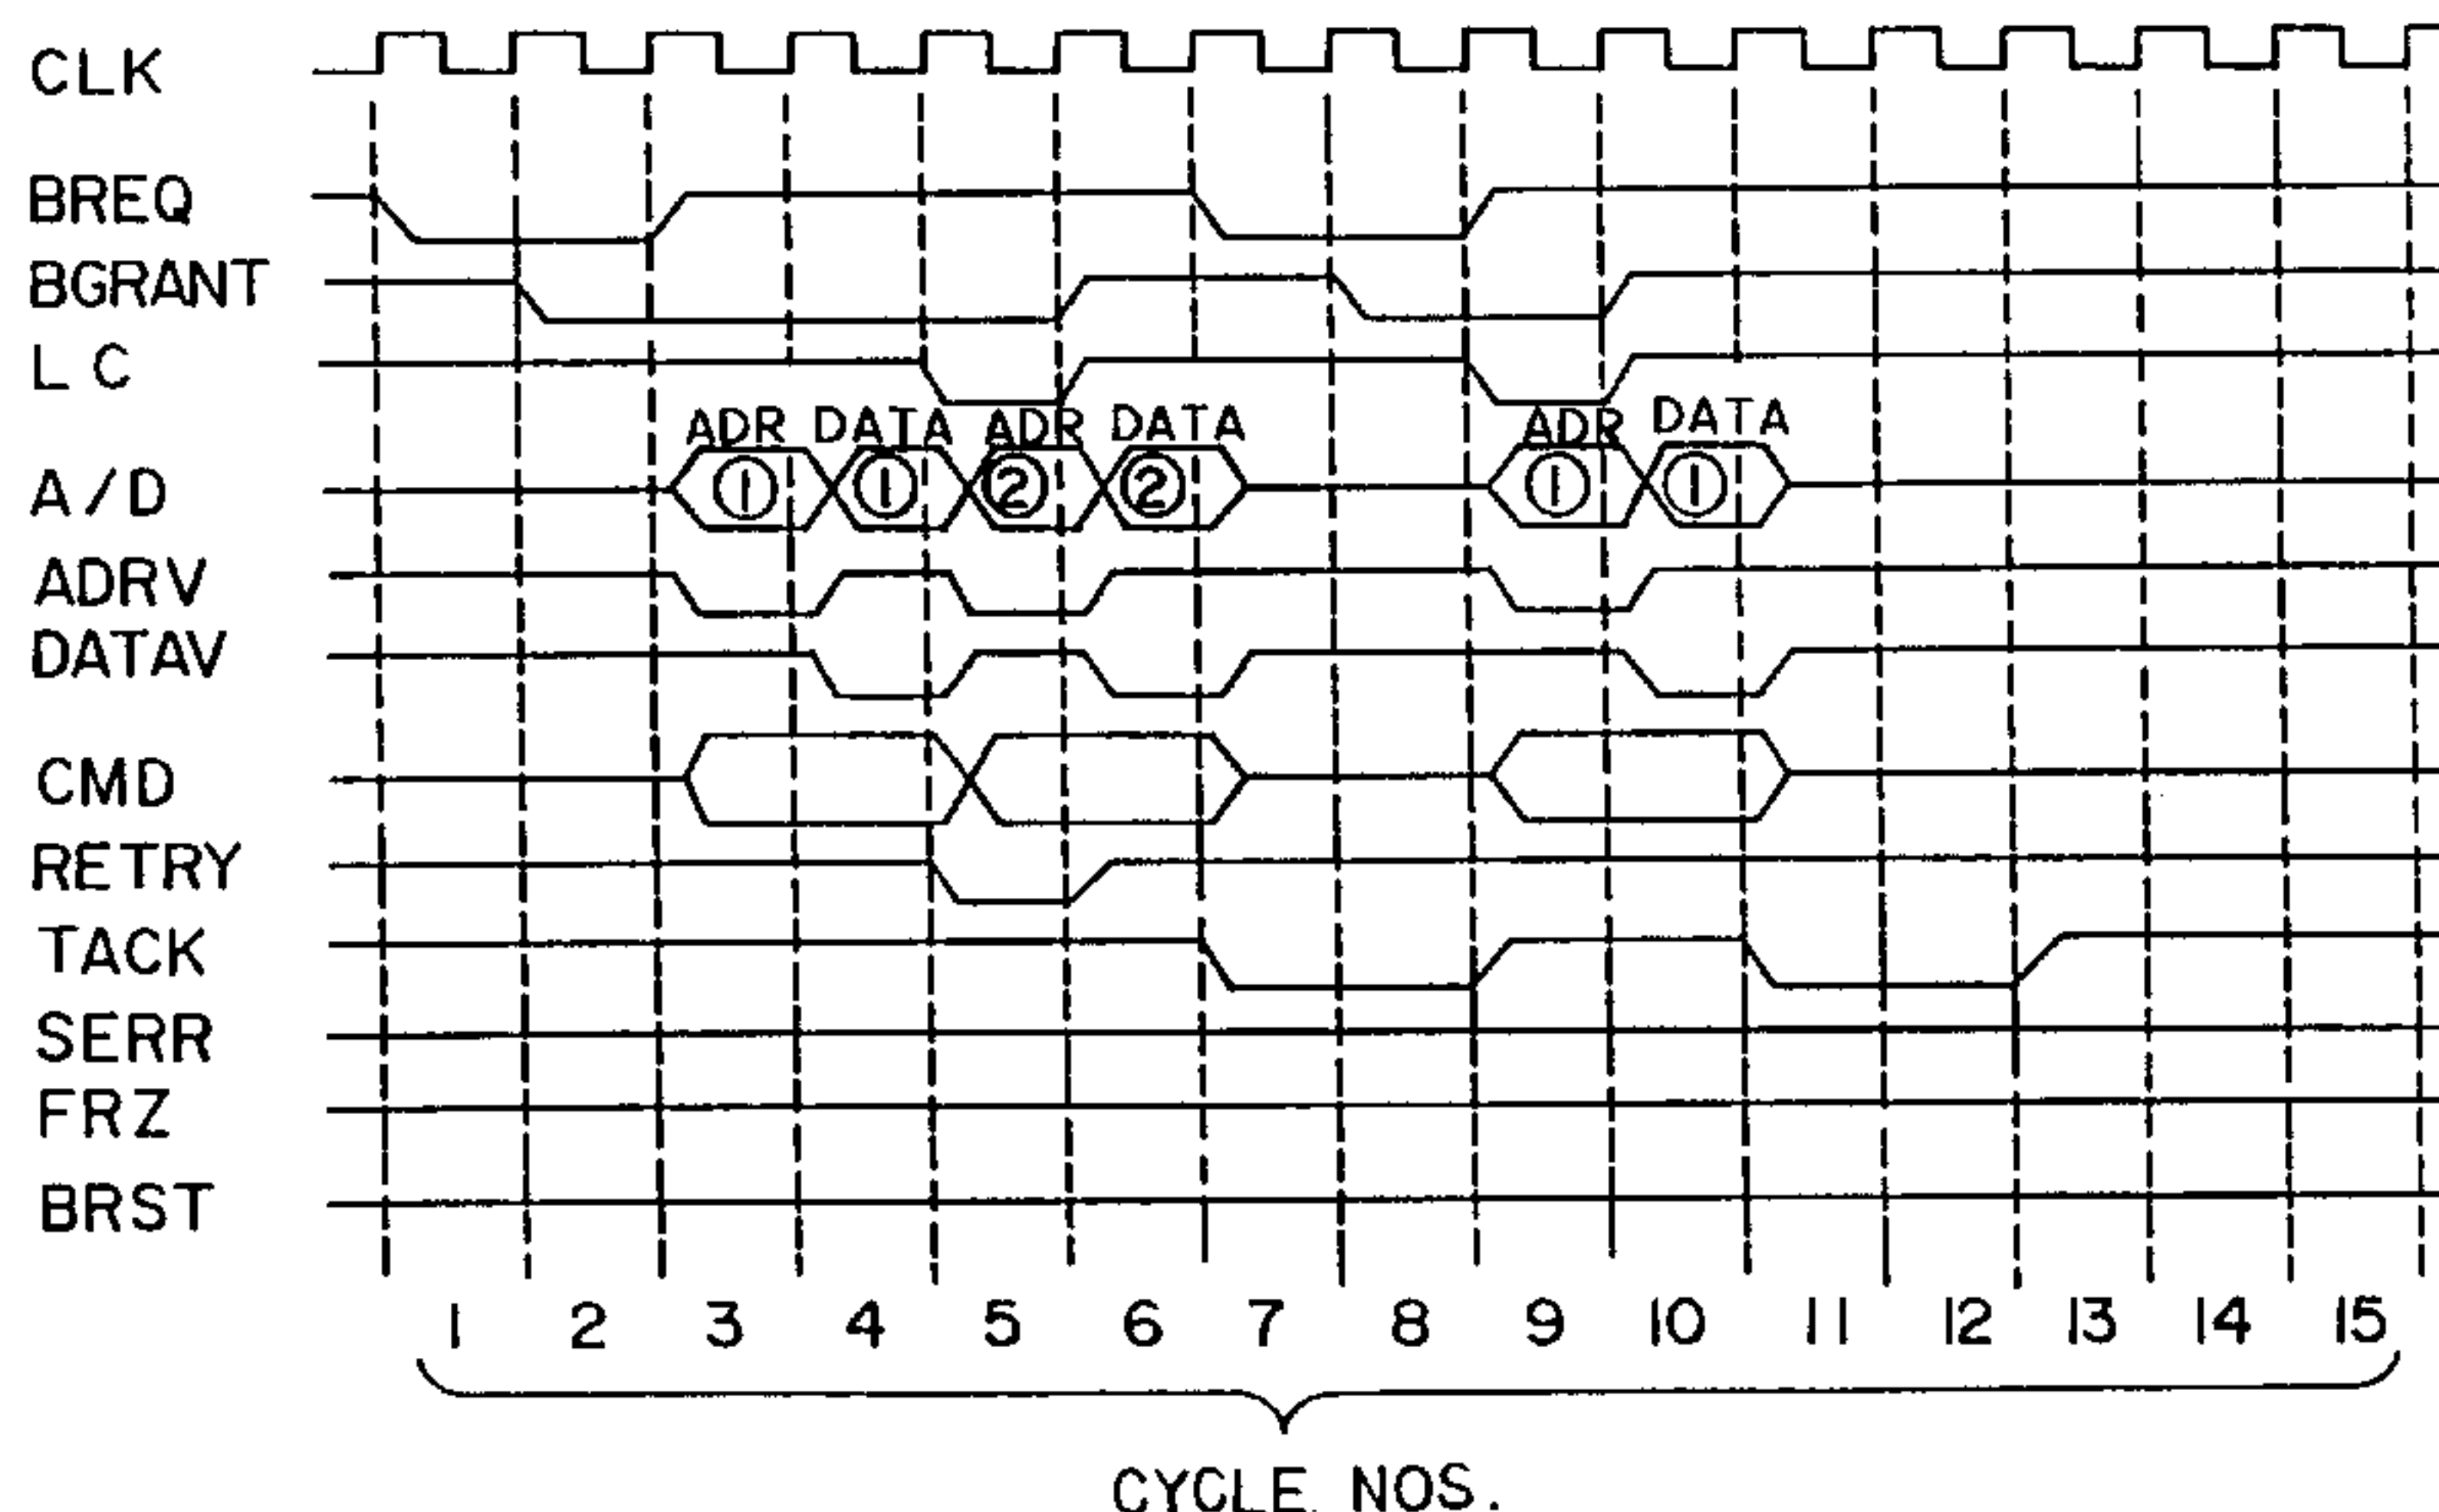 CLK
BREQ
BGRANT
LC
ADR DATA ADR DATA ADR DATA
A/D ① ① ② ② ① ①
ADRV
DATAV
CMD
RETRY
TACK
SERR
FRZ
BRST
1 2 3 4 5 6 7 8 9 10 11 12 13 14 15
CYCLE NOS.